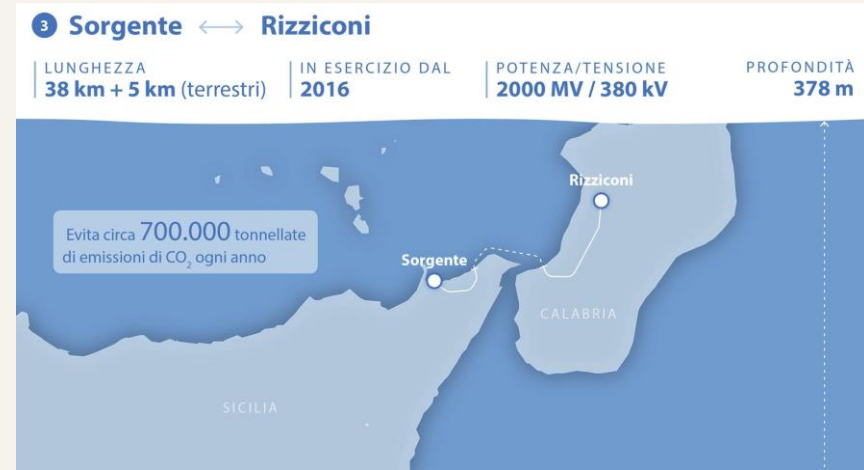 3 Sorgente ⟷ Rizziconi
LUNGHEZZA
38 km + 5 km (terrestri)
IN ESERCIZIO DAL
2016
POTENZA/TENSIONE
2000 MV / 380 kV
PROFONDITÀ
378 m
Rizziconi
Evita circa 700.000 tonnellate
di emissioni di CO₂ ogni anno
Sorgente
CALABRIA
SICILIA